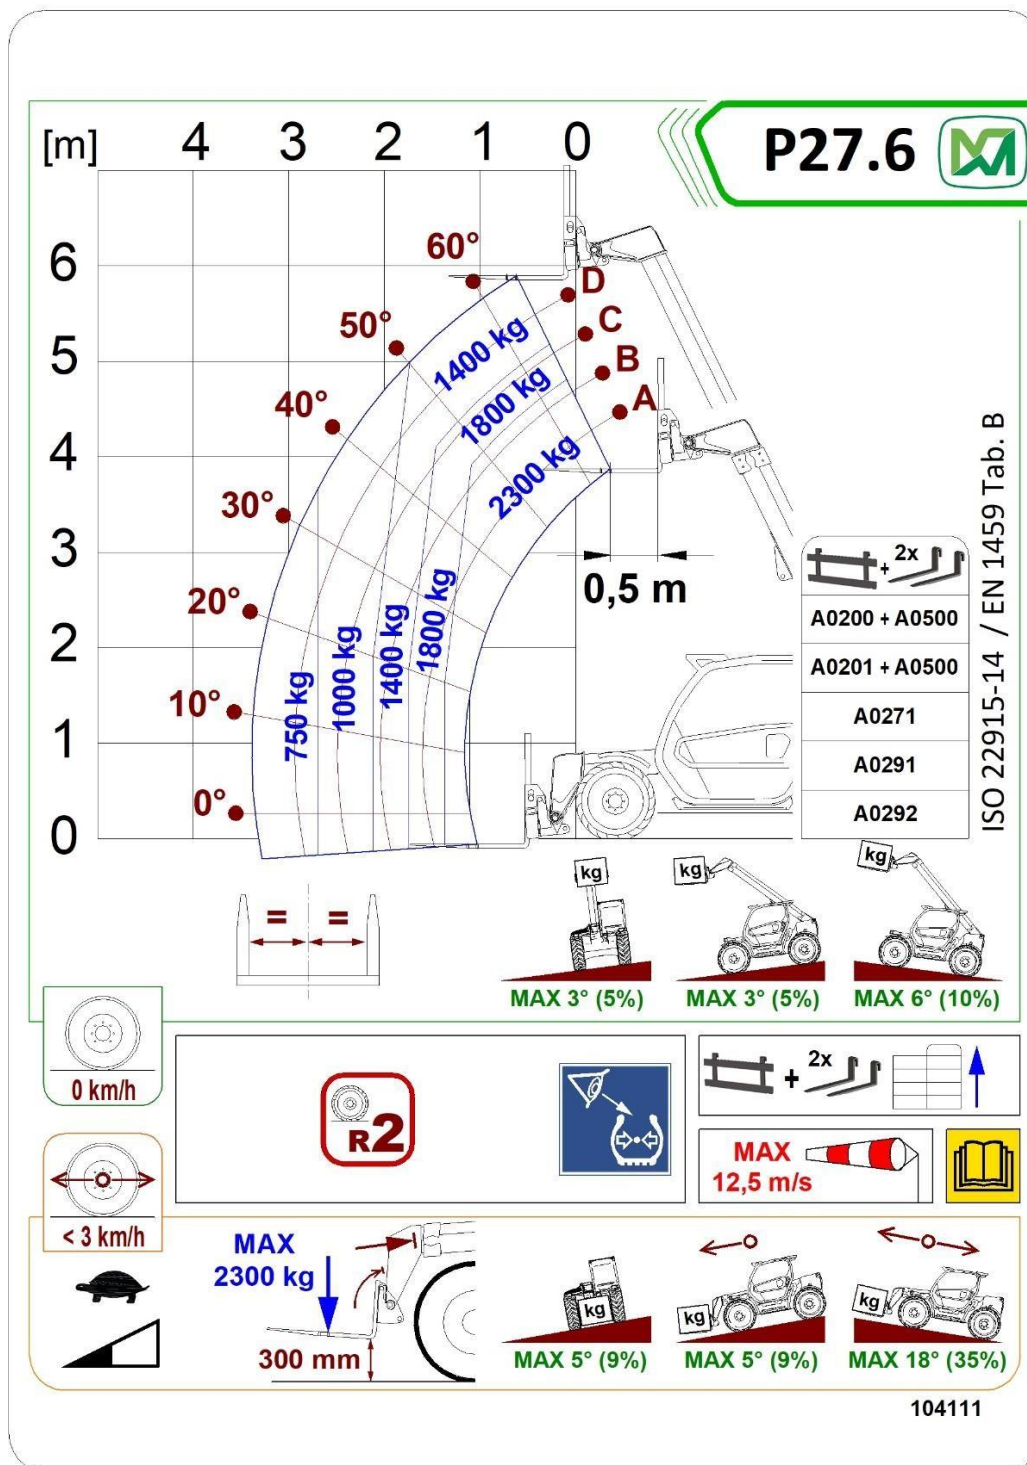 P27.6
[m] 4 3 2 1 0
6
5
4
3
2
1
0
60°
50°
40°
30°
20°
10°
0°
D
C
B
A
1400 kg
1800 kg
2300 kg
750 kg
1000 kg
1400 kg
1800 kg
0,5 m
+ 2x
A0200 + A0500
A0201 + A0500
A0271
A0291
A0292
ISO 22915-14 / EN 1459 Tab. B
= =
kg
kg
kg
MAX 3° (5%)
MAX 3° (5%)
MAX 6° (10%)
0 km/h
R2
+ 2x
MAX
12,5 m/s
< 3 km/h
MAX
2300 kg
300 mm
kg
kg
kg
MAX 5° (9%)
MAX 5° (9%)
MAX 18° (35%)
104111